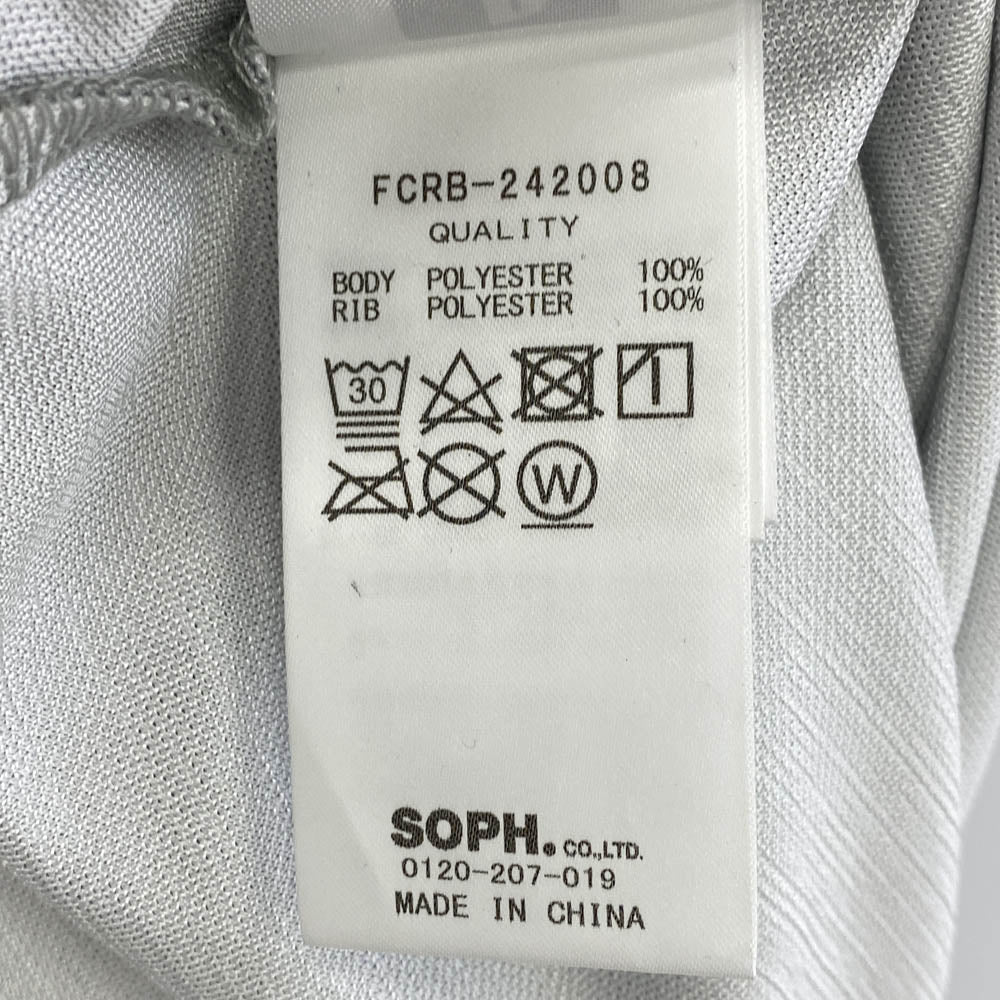 FCRB-242008
QUALITY
BODY POLYESTER 100%
RIB POLYESTER 100%
30
W
SOPH. CO.,LTD.
0120-207-019
MADE IN CHINA